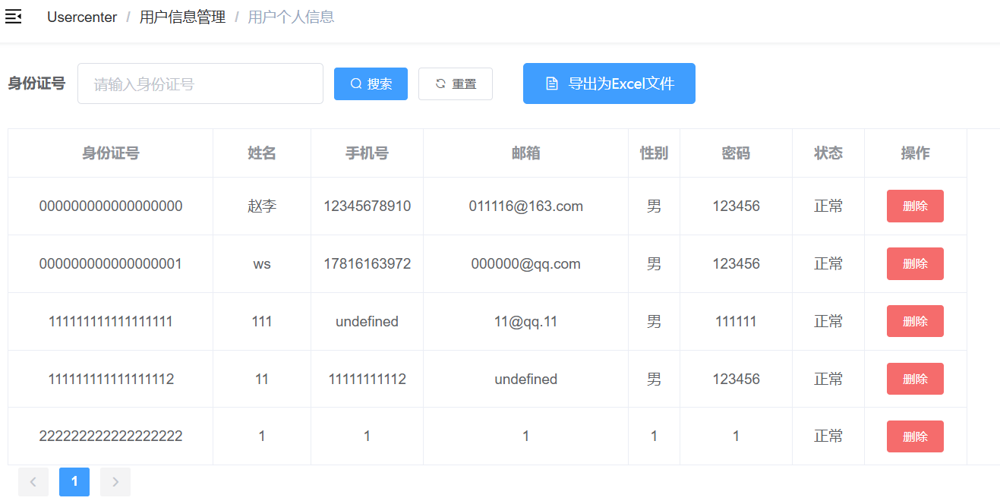 Usercenter / 用户信息管理 / 用户个人信息
身份证号 请输入身份证号 搜索 重置 导出为Excel文件
身份证号 姓名 手机号 邮箱 性别 密码 状态 操作
000000000000000000 赵李 12345678910 011116@163.com 男 123456 正常 删除
000000000000000001 ws 17816163972 000000@qq.com 男 123456 正常 删除
111111111111111111 111 undefined 11@qq.11 男 111111 正常 删除
111111111111111112 11 11111111112 undefined 男 123456 正常 删除
222222222222222222 1 1 1 1 1 正常 删除
1